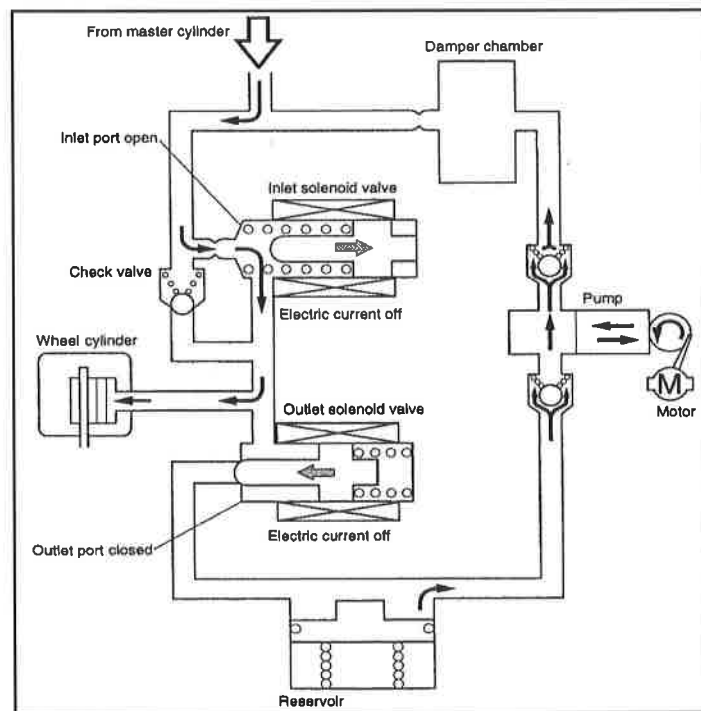 From master cylinder
Damper chamber
Inlet port open
Inlet solenoid valve
Check valve
Electric current off
Pump
Wheel cylinder
M
Motor
Outlet solenoid valve
Outlet port closed
Electric current off
Reservoir